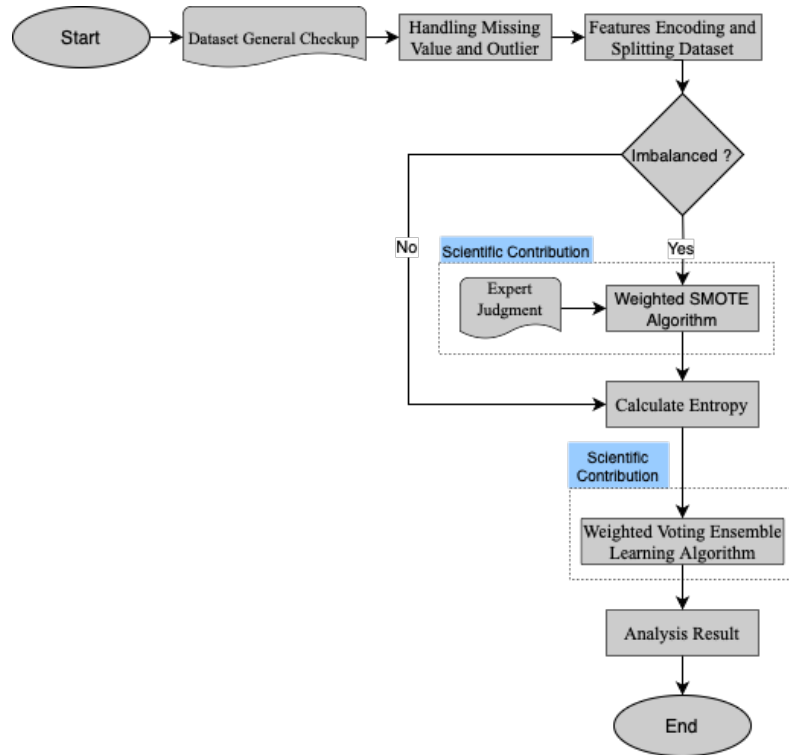 Start
Dataset General Checkup
Handling Missing
Value and Outlier
Features Encoding and
Splitting Dataset
Imbalanced ?
No
Yes
Scientific Contribution
Expert
Judgment
Weighted SMOTE
Algorithm
Calculate Entropy
Scientific
Contribution
Weighted Voting Ensemble
Learning Algorithm
Analysis Result
End